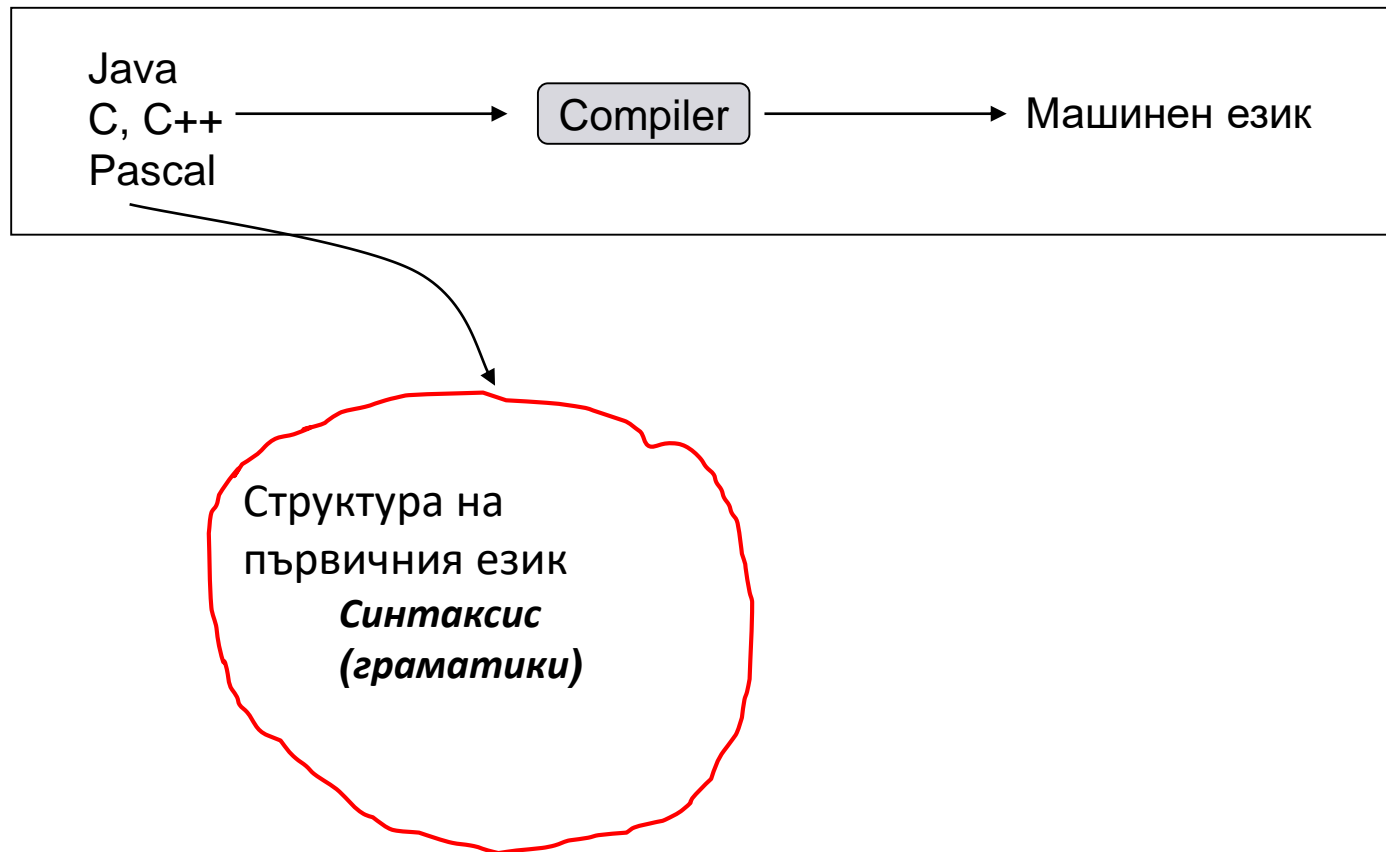 Java
C, C++
Pascal
Compiler
Машинен език
Структура на
първичния език
Синтаксис
(граматики)